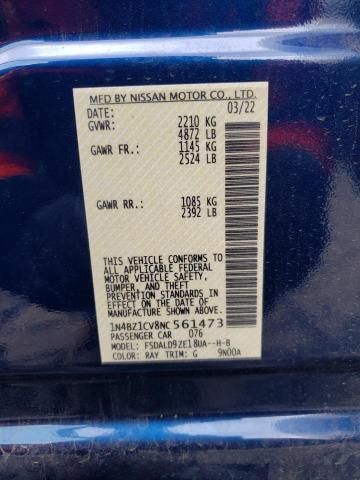 MFD BY NISSAN MOTOR CO., LTD.
DATE: 03/22
GVWR: 2210 KG
4872 LB
GAWR FR.: 1145 KG
2524 LB
GAWR RR.: 1085 KG
2392 LB
THIS VEHICLE CONFORMS TO ALL
APPLICABLE FEDERAL MOTOR
VEHICLE SAFETY, BUMPER, AND
THEFT PREVENTION STANDARDS
IN EFFECT ON THE DATE OF
MANUFACTURE SHOWN ABOVE.
1N4BZ1CV8NC561473
PASSENGER CAR 076
MODEL: FSDALD9ZE18UA--H-B
COLOR: RAY TRIM: G 9N00A